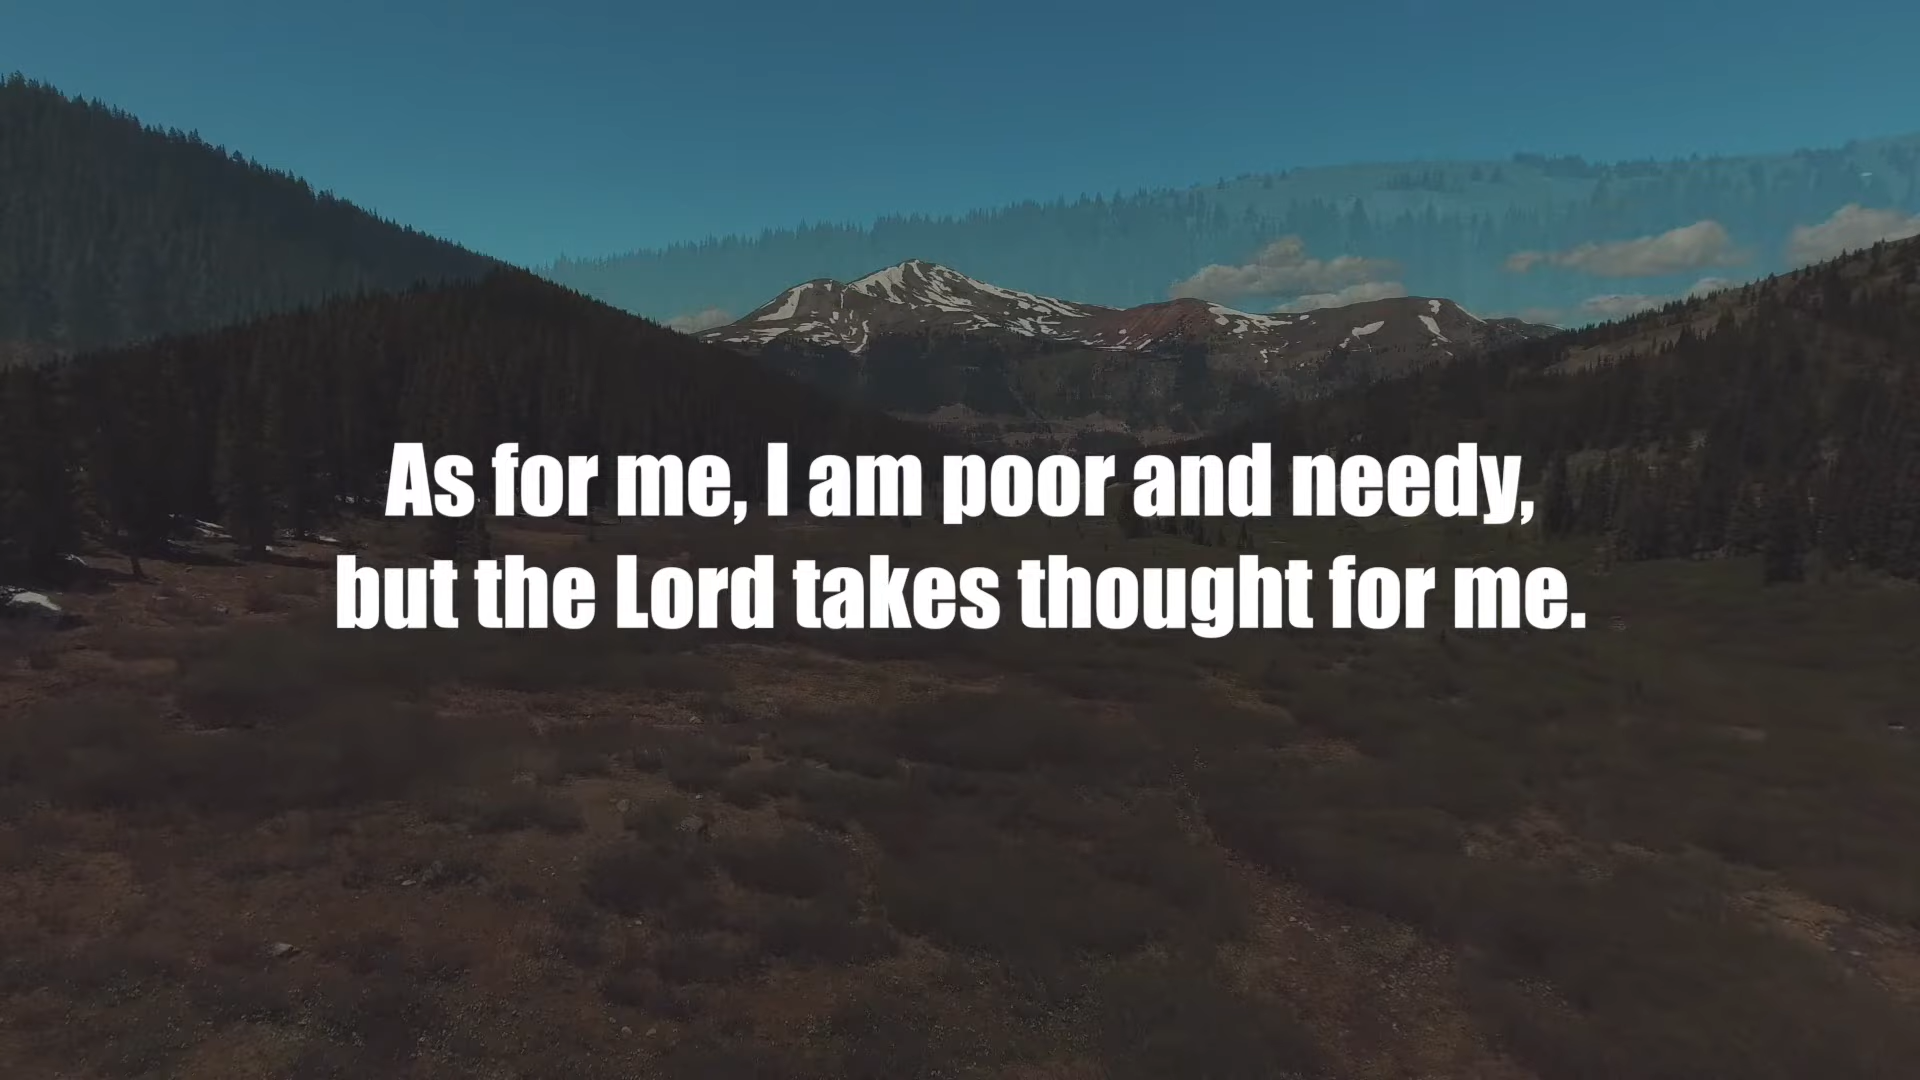 As for me, I am poor and needy,
but the Lord takes thought for me.